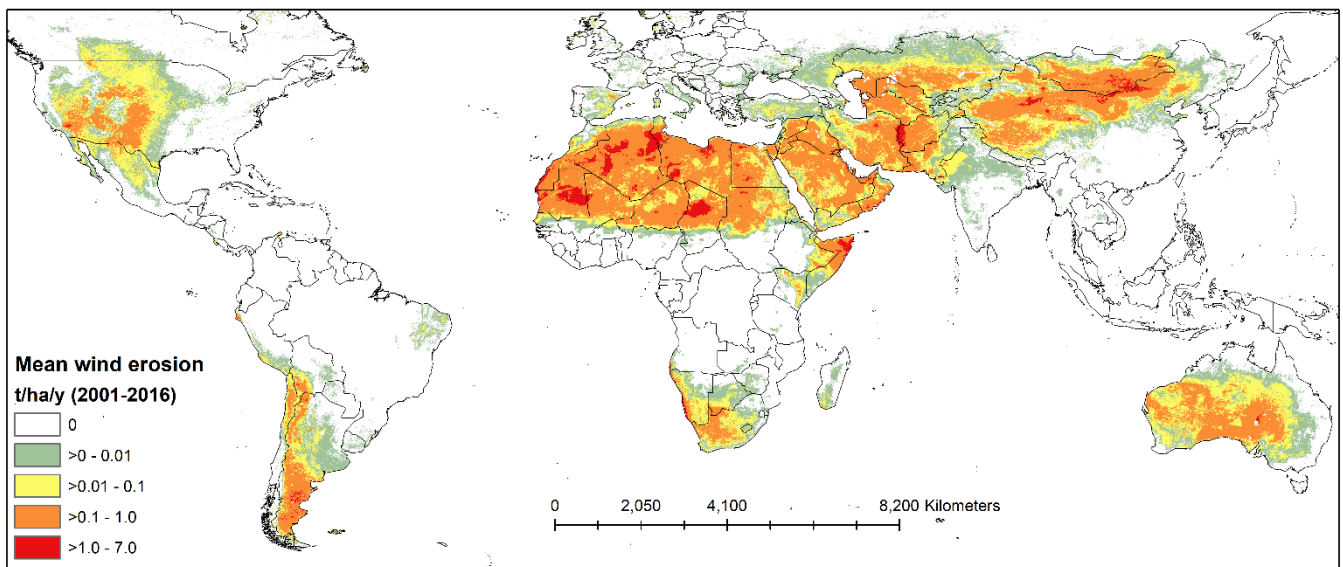 Mean wind erosion
t/ha/y (2001-2016)
0
>0 - 0.01
>0.01 - 0.1
>0.1 - 1.0
>1.0 - 7.0
0 2,050 4,100 8,200 Kilometers